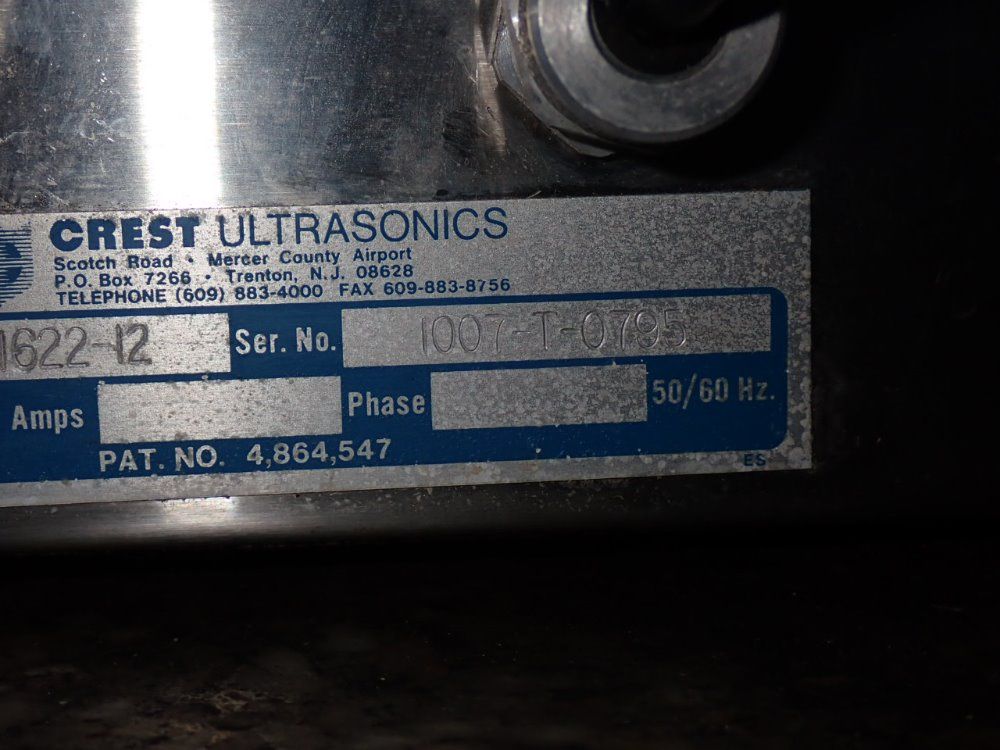 CREST ULTRASONICS
Scotch Road • Mercer County Airport
P.O. Box 7266 • Trenton, N.J. 08628
TELEPHONE (609) 883-4000 FAX 609-883-8756
1622-12 Ser. No. 1007-T-0795
Amps Phase 50/60 Hz.
PAT. NO. 4,864,547
ES